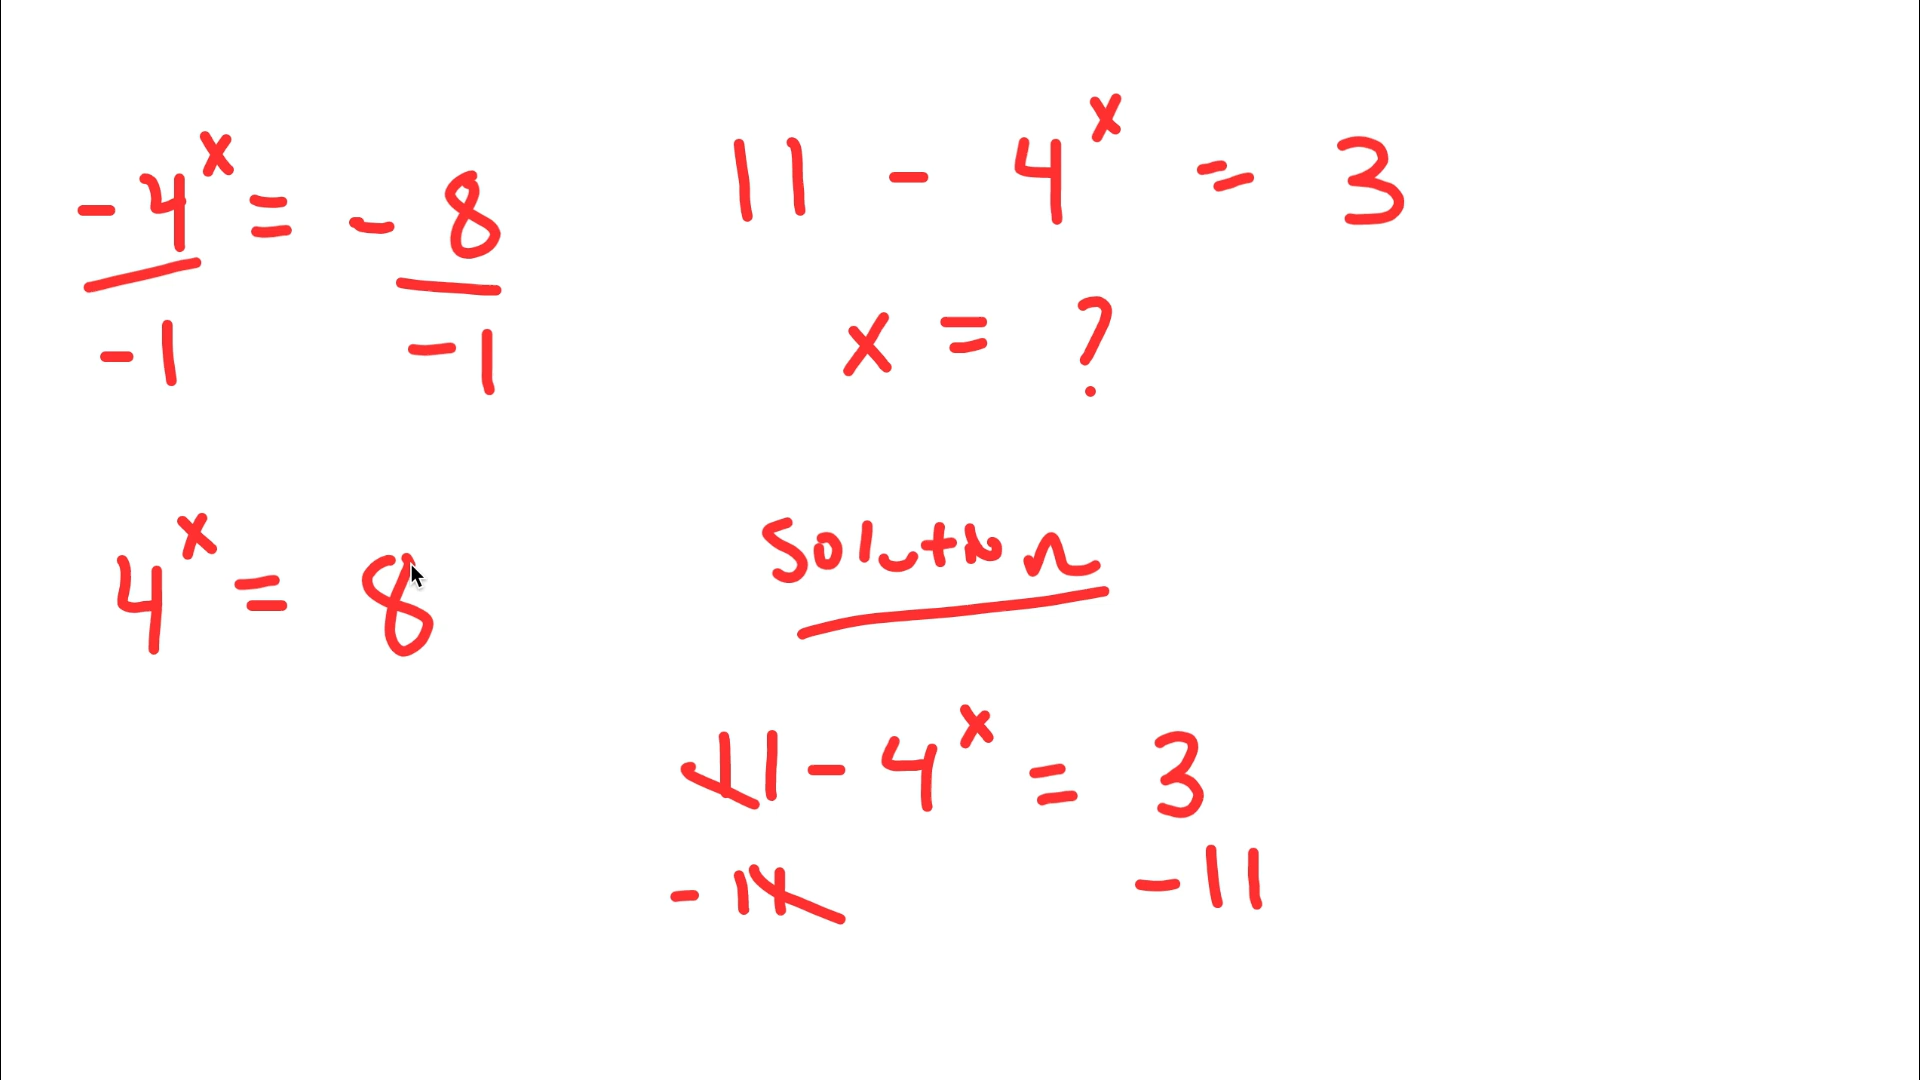 11 - 4^x = 3
x = ?
Solution
11 - 4^x = 3
- 11 - 11
- 4^x = - 8
- 1 - 1
4^x = 8